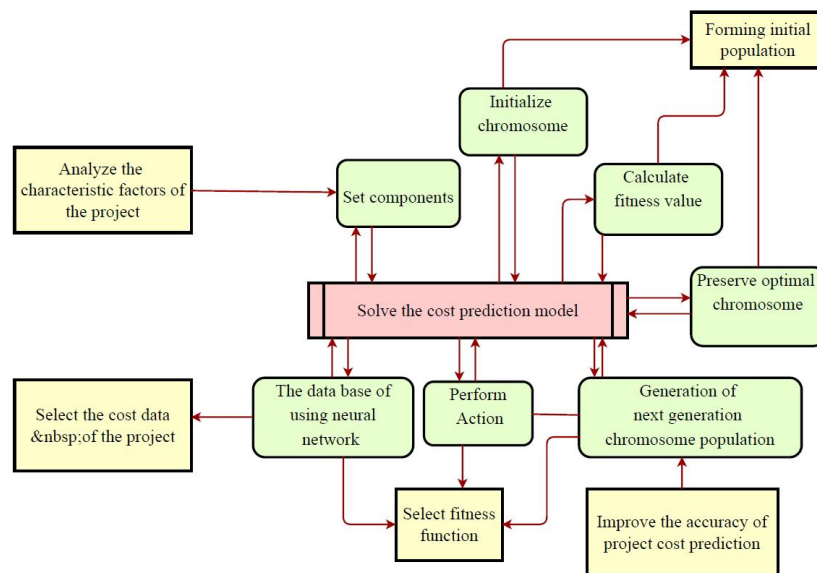 Forming initial
population
Initialize
chromosome
Analyze the
characteristic factors of
the project
Set components
Calculate
fitness value
Preserve optimal
chromosome
Solve the cost prediction model
Select the cost data
&nbsp;of the project
The data base of
using neural
network
Perform
Action
Generation of
next generation
chromosome population
Select fitness
function
Improve the accuracy of
project cost prediction